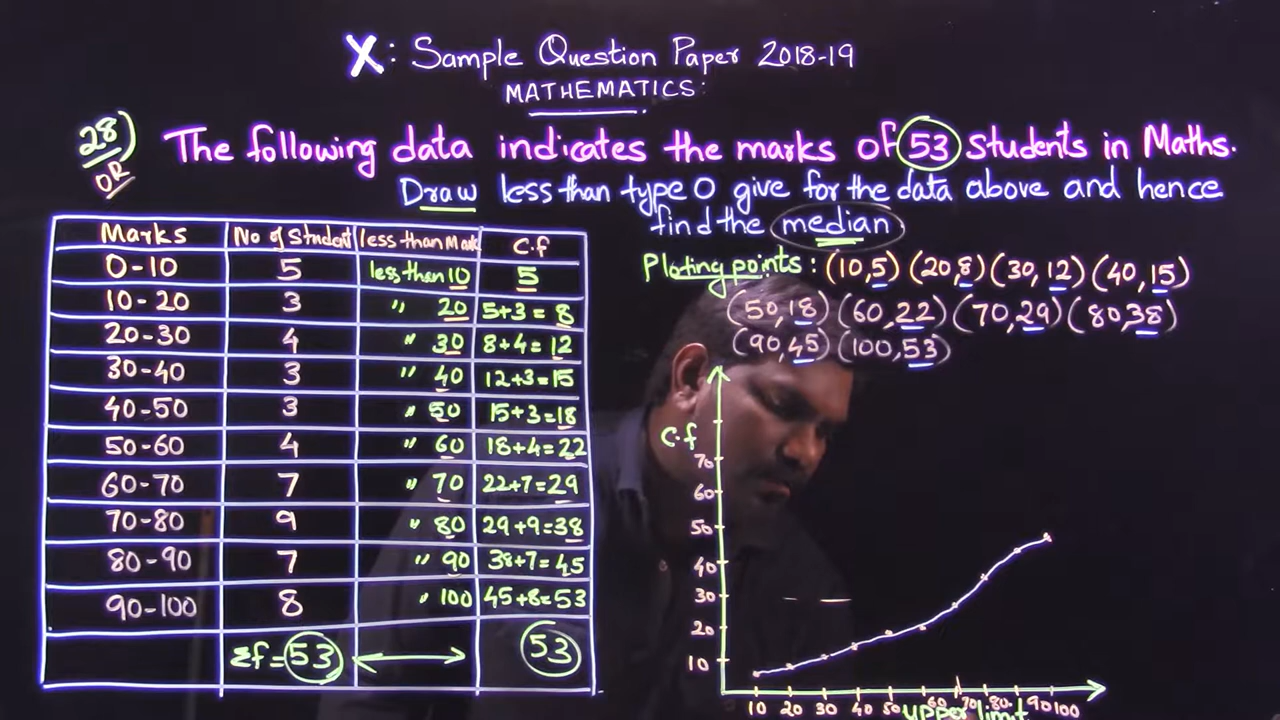 X: Sample Question Paper 2018-19
MATHEMATICS:
28) The following data indicates the marks of 53 students in Maths.
OR
Draw less than type O give for the data above and hence
find the median
Marks No of Student less than Mark C.f
0-10 5 less than 10 5
10-20 3 " 20 5+3=8
20-30 4 " 30 8+4=12
30-40 3 " 40 12+3=15
40-50 3 " 50 15+3=18
50-60 4 " 60 18+4=22
60-70 7 " 70 22+7=29
70-80 9 " 80 29+9=38
80-90 7 " 90 38+7=45
90-100 8 " 100 45+8=53
Σf=53 53
Ploting points: (10,5) (20,8) (30,12) (40,15)
(50,18) (60,22) (70,29) (80,38)
(90,45) (100,53)
C.f
70
60
50
40
30
20
10
10 20 30 40 50 60 70 80 90 100
upper limit